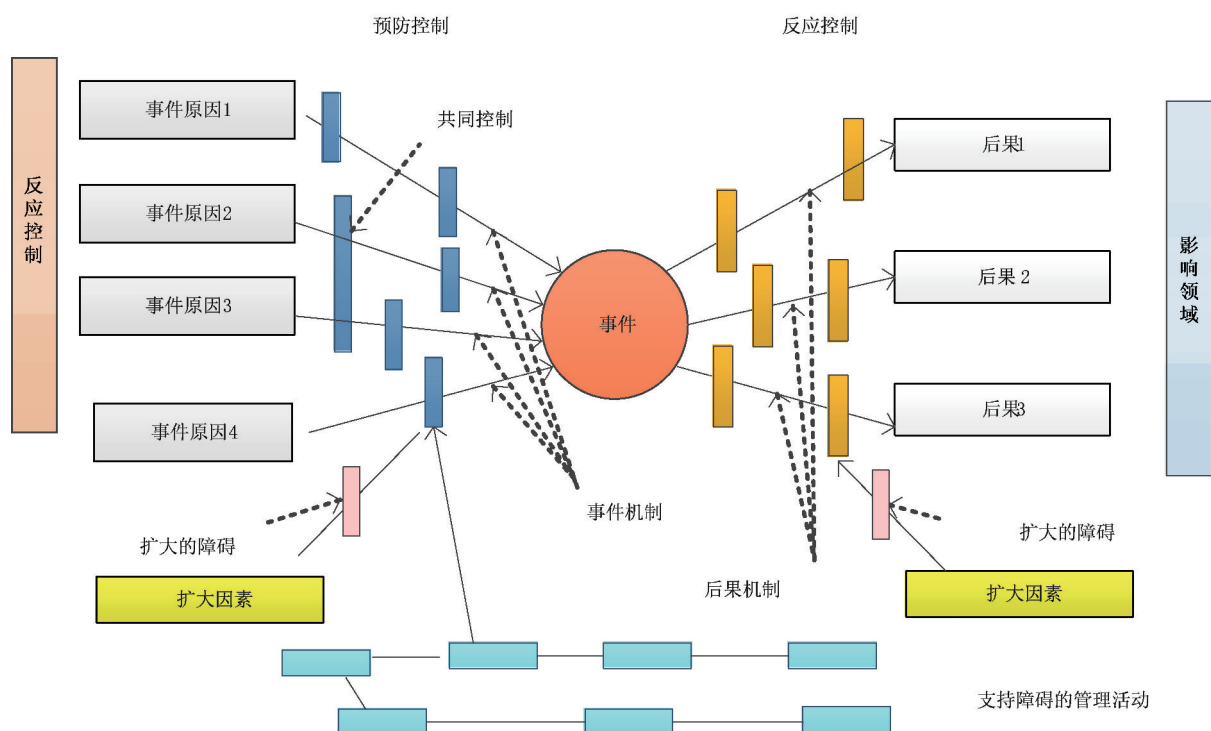 预防控制
反应控制
反应控制
事件原因1
共同控制
后果1
事件原因2
影响领域
后果 2
事件原因3
事件
后果3
事件原因4
事件机制
扩大的障碍
扩大的障碍
后果机制
扩大因素
扩大因素
支持障碍的管理活动